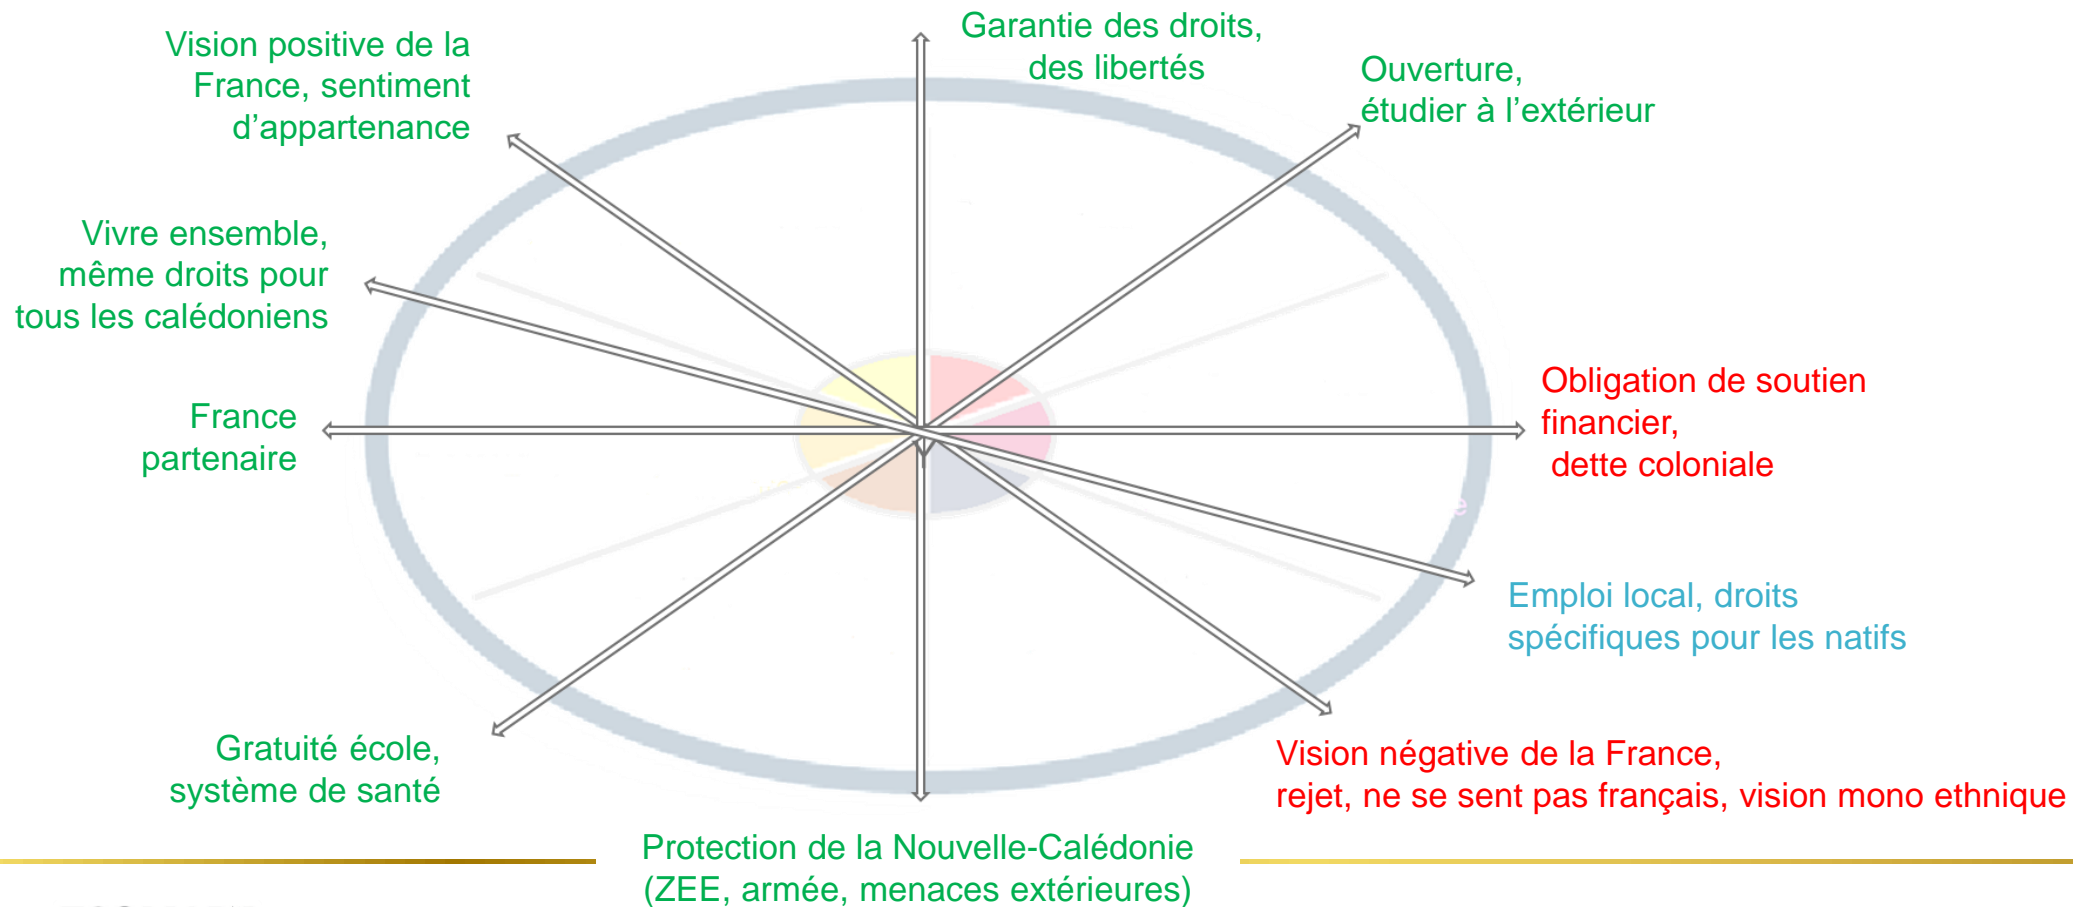 Garantie des droits,
des libertés
Vision positive de la
France, sentiment
d’appartenance
Ouverture,
étudier à l’extérieur
Vivre ensemble,
même droits pour
tous les calédoniens
France
partenaire
Obligation de soutien
financier,
dette coloniale
Emploi local, droits
spécifiques pour les natifs
Gratuité école,
système de santé
Vision négative de la France,
rejet, ne se sent pas français, vision mono ethnique
Protection de la Nouvelle-Calédonie
(ZEE, armée, menaces extérieures)